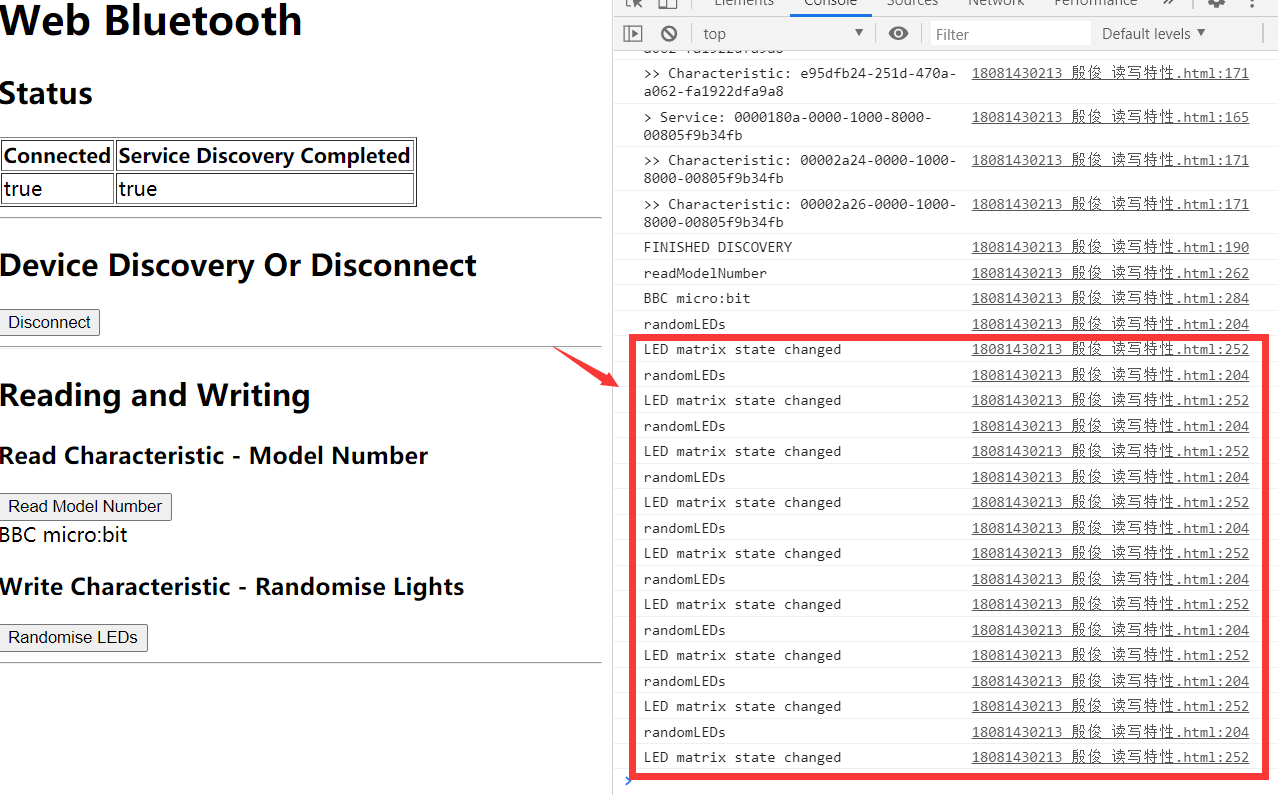 Web Bluetooth
Status
Connected Service Discovery Completed
true true
Device Discovery Or Disconnect
Disconnect
Reading and Writing
Read Characteristic - Model Number
Read Model Number
BBC micro:bit
Write Characteristic - Randomise Lights
Randomise LEDs
Elements Console Sources Network Performance
top Filter Default levels
a062-fa1922dfa9a8
>> Characteristic: e95dfb24-251d-470a- 18081430213 殷俊 读写特性.html:171
a062-fa1922dfa9a8
> Service: 0000180a-0000-1000-8000- 18081430213 殷俊 读写特性.html:165
00805f9b34fb
>> Characteristic: 00002a24-0000-1000- 18081430213 殷俊 读写特性.html:171
8000-00805f9b34fb
>> Characteristic: 00002a26-0000-1000- 18081430213 殷俊 读写特性.html:171
8000-00805f9b34fb
FINISHED DISCOVERY 18081430213 殷俊 读写特性.html:190
readModelNumber 18081430213 殷俊 读写特性.html:262
BBC micro:bit 18081430213 殷俊 读写特性.html:284
randomLEDs 18081430213 殷俊 读写特性.html:204
LED matrix state changed 18081430213 殷俊 读写特性.html:252
randomLEDs 18081430213 殷俊 读写特性.html:204
LED matrix state changed 18081430213 殷俊 读写特性.html:252
randomLEDs 18081430213 殷俊 读写特性.html:204
LED matrix state changed 18081430213 殷俊 读写特性.html:252
randomLEDs 18081430213 殷俊 读写特性.html:204
LED matrix state changed 18081430213 殷俊 读写特性.html:252
randomLEDs 18081430213 殷俊 读写特性.html:204
LED matrix state changed 18081430213 殷俊 读写特性.html:252
randomLEDs 18081430213 殷俊 读写特性.html:204
LED matrix state changed 18081430213 殷俊 读写特性.html:252
randomLEDs 18081430213 殷俊 读写特性.html:204
LED matrix state changed 18081430213 殷俊 读写特性.html:252
randomLEDs 18081430213 殷俊 读写特性.html:204
LED matrix state changed 18081430213 殷俊 读写特性.html:252
randomLEDs 18081430213 殷俊 读写特性.html:204
LED matrix state changed 18081430213 殷俊 读写特性.html:252